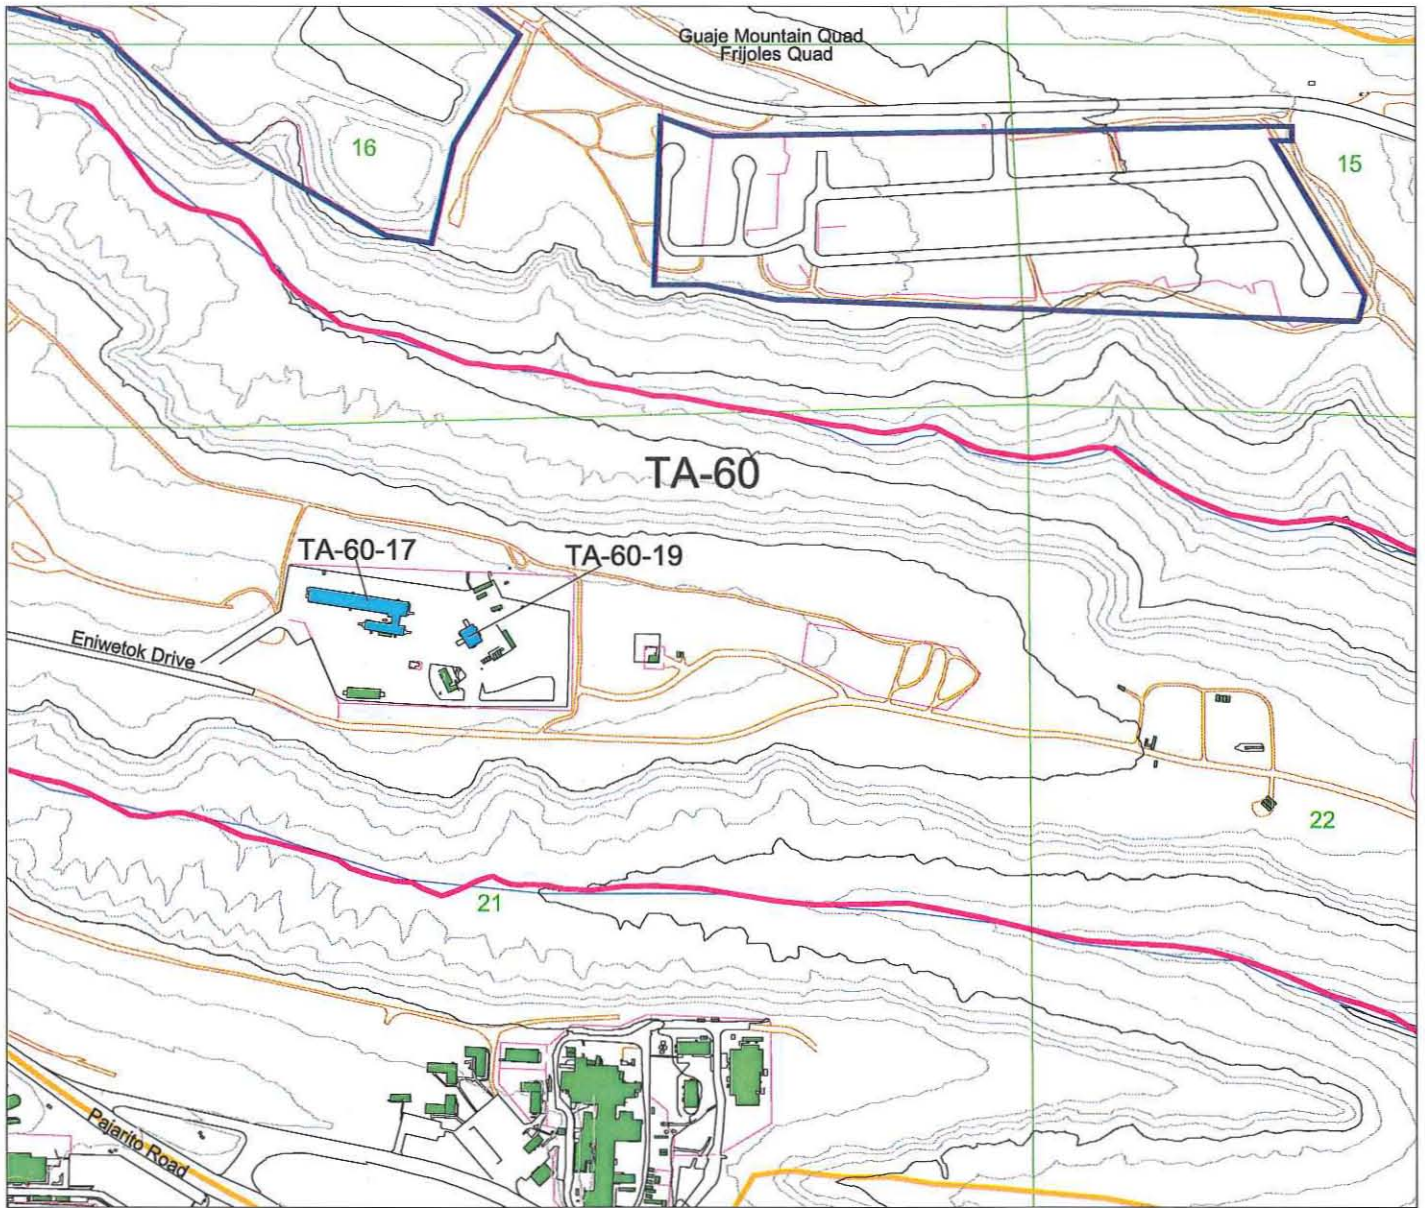 Guaje Mountain Quad
Frijoles Quad
16
15
TA-60
TA-60-17
TA-60-19
Eniwetok Drive
22
21
Pajarito Road